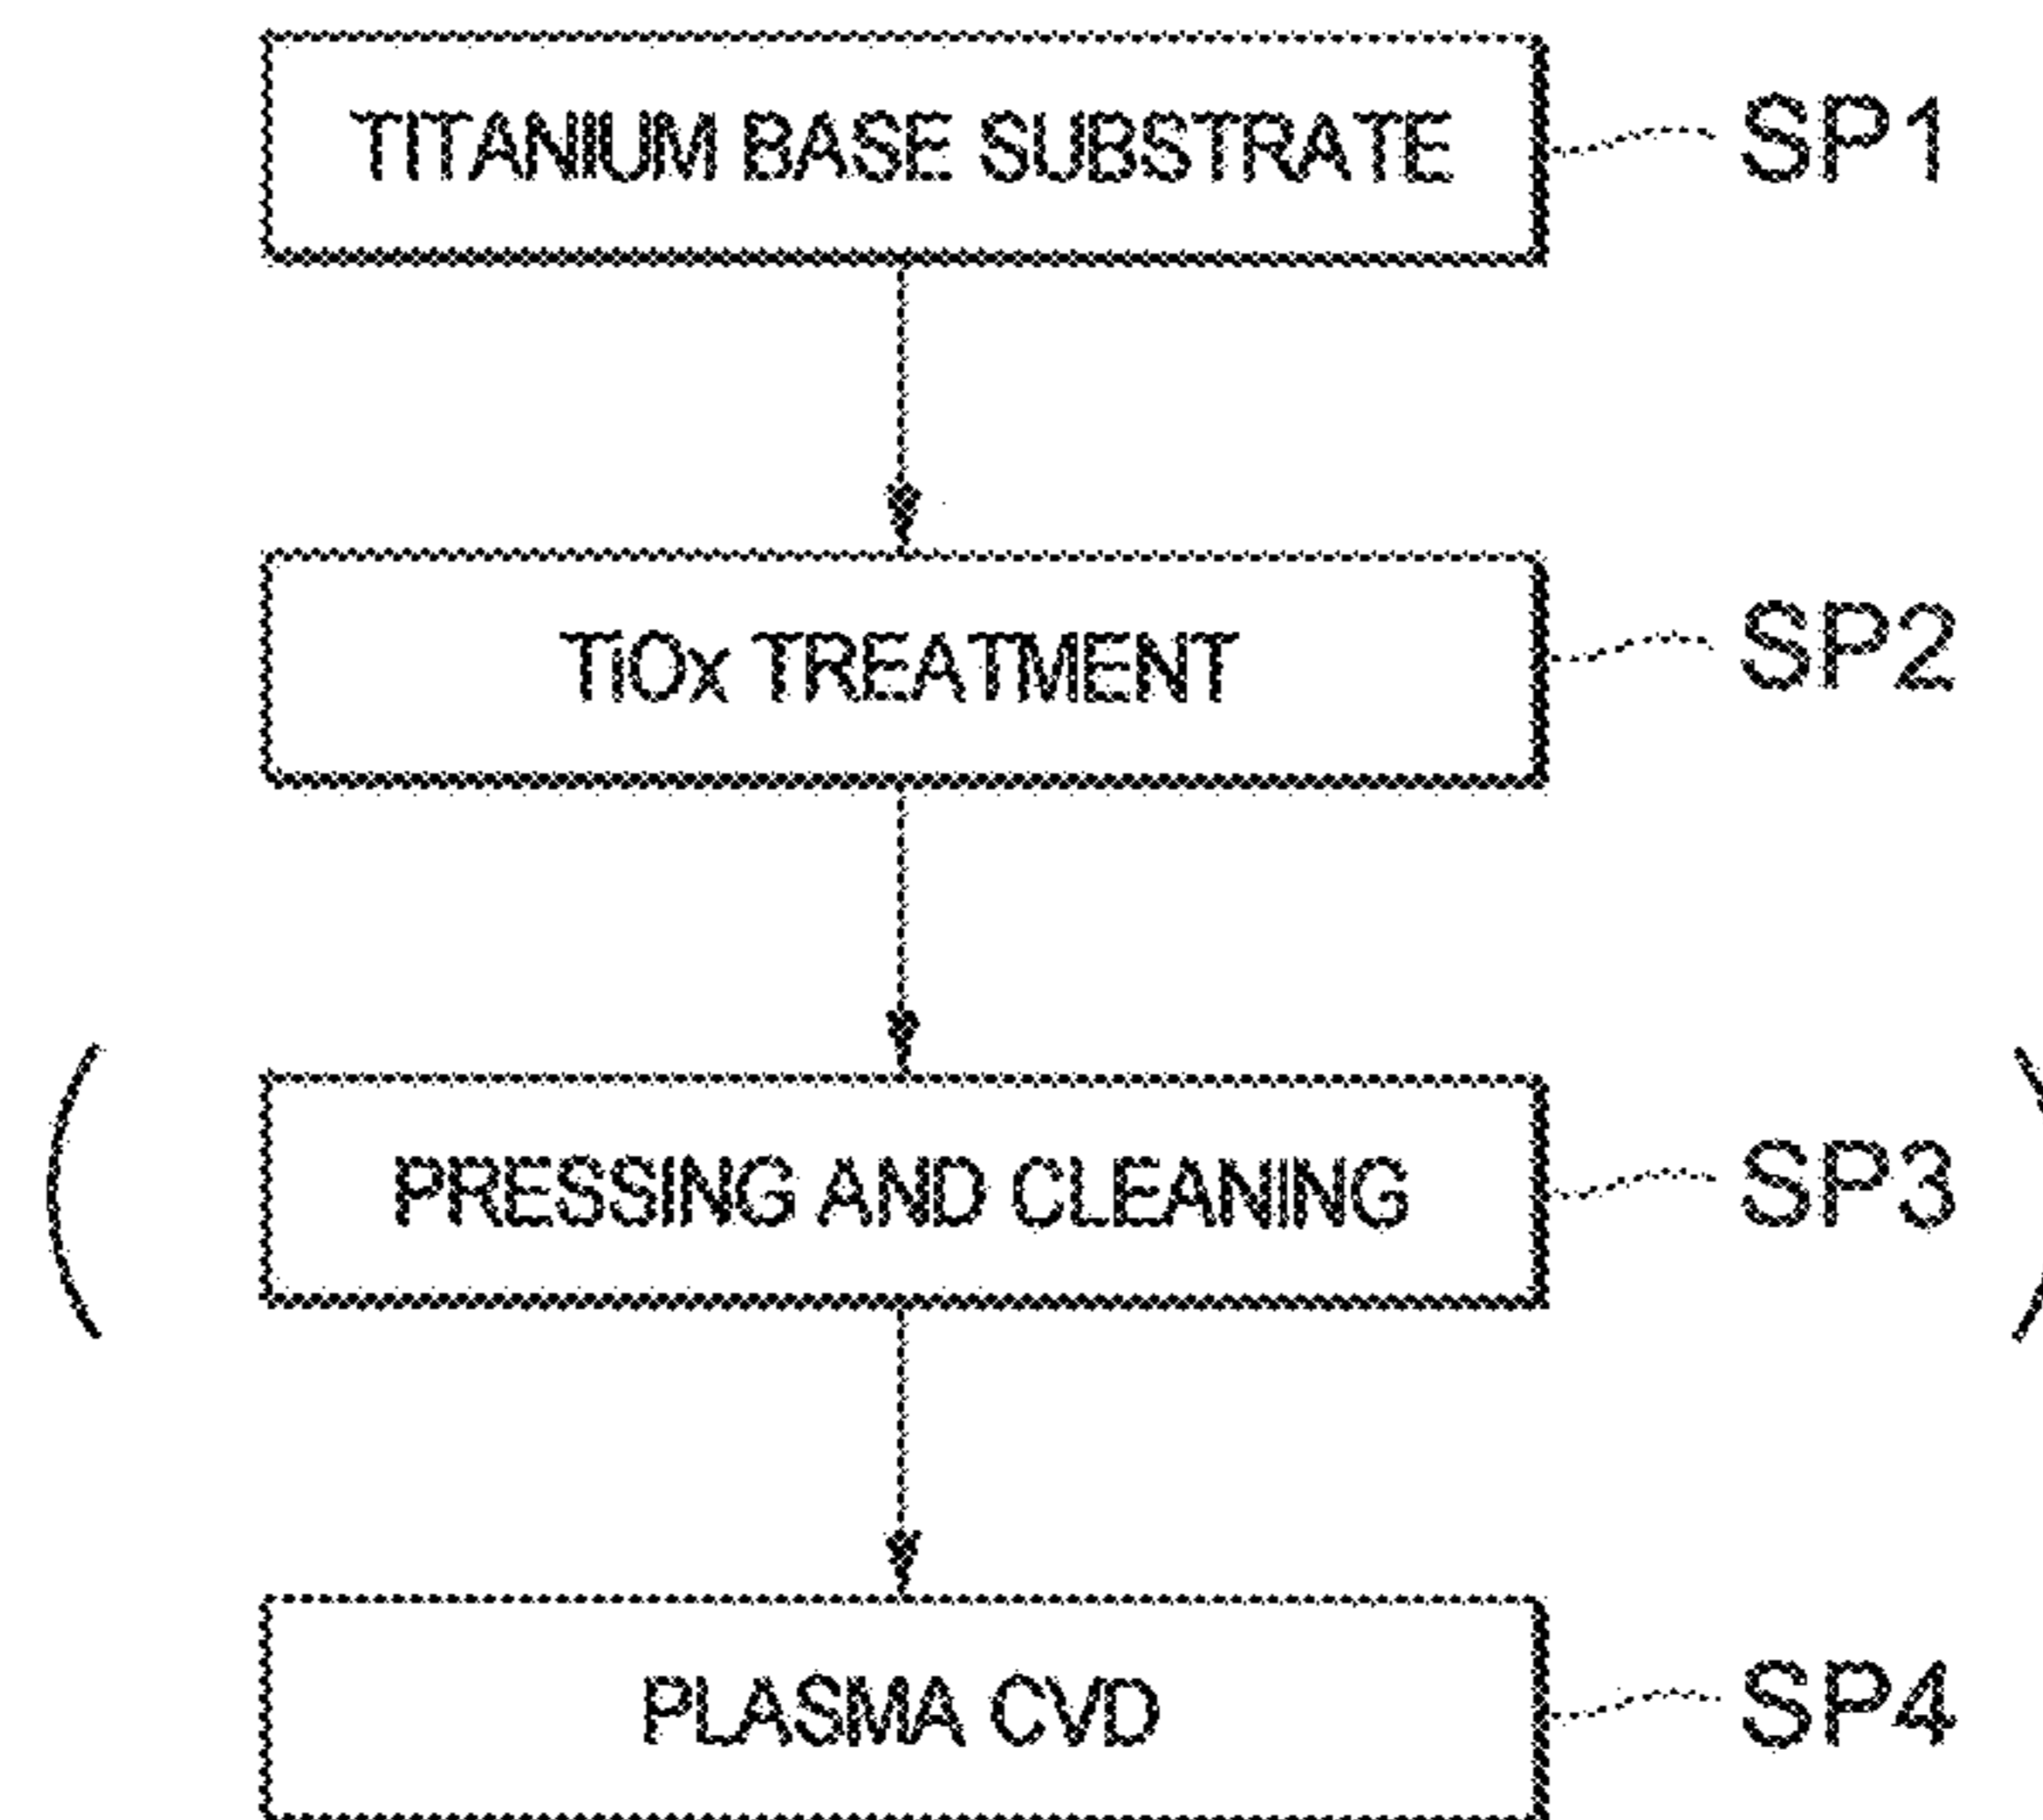 TITANIUM BASE SUBSTRATE SP1
TiOx TREATMENT SP2
( PRESSING AND CLEANING SP3 )
PLASMA CVD SP4